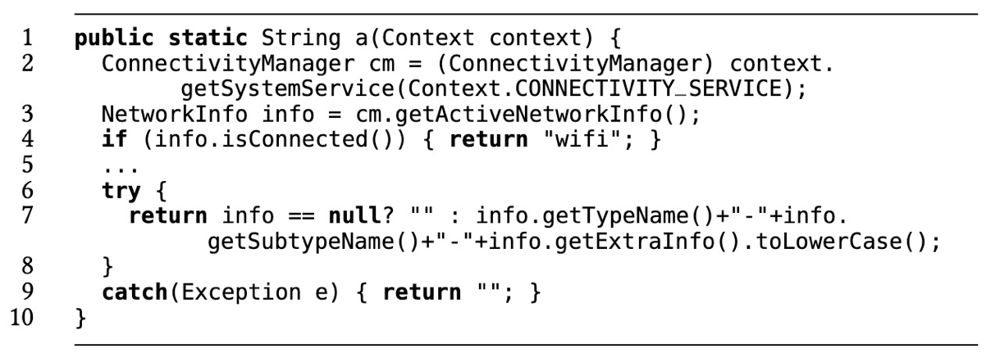 1 public static String a(Context context) {
2 ConnectivityManager cm = (ConnectivityManager) context.
getSystemService(Context.CONNECTIVITY_SERVICE);
3 NetworkInfo info = cm.getActiveNetworkInfo();
4 if (info.isConnected()) { return "wifi"; }
5 ...
6 try {
7 return info == null? "" : info.getTypeName()+"-"+info.
getSubtypeName()+"-"+info.getExtraInfo().toLowerCase();
8 }
9 catch(Exception e) { return ""; }
10 }